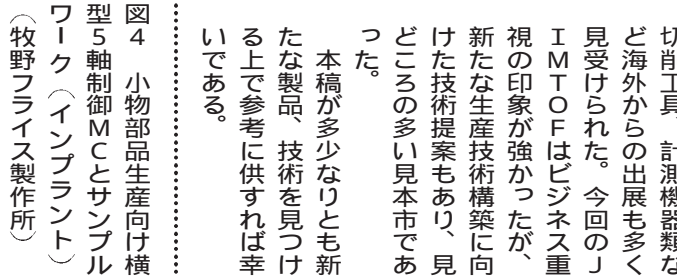 切削工具、計測機器類な
ど海外からの出展も多く
見受けられた。今回のJ
IMTOFはビジネス重
視の印象が強かったが、
新たな生産技術構築に向
けた技術提案もあり、見
どころの多い見本市であ
った。
本稿が多少なりとも新
たな製品、技術を見つけ
る上で参考に供すれば幸
いである。
図4 小物部品生産向け横
型5軸制御MCとサンプル
ワーク（インプラント）
（牧野フライス製作所）